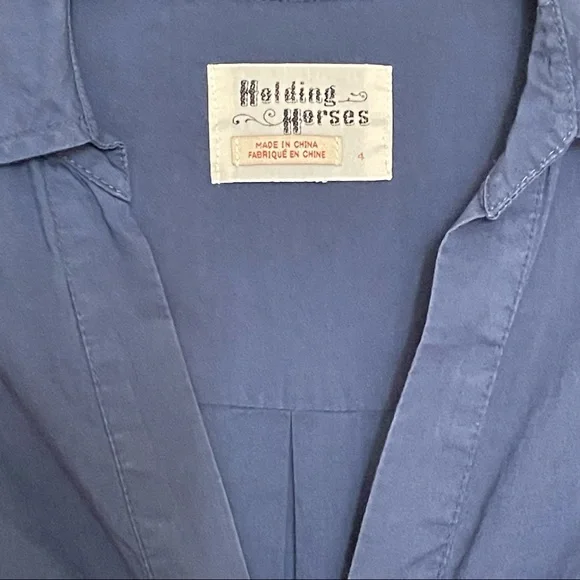 Holding
Horses
MADE IN CHINA
FABRIQUÉ EN CHINE
4